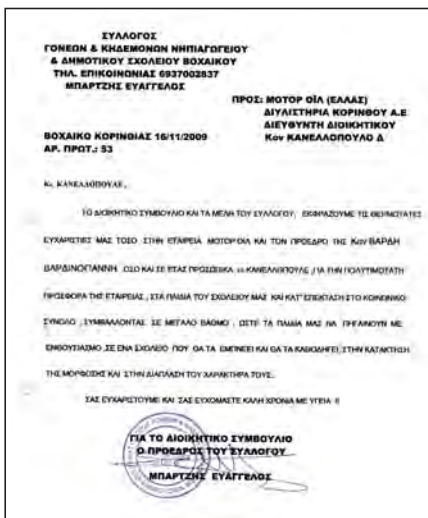 ΣΥΛΛΟΓΟΣ
ΓΟΝΕΩΝ & ΚΗΔΕΜΟΝΩΝ ΝΗΠΙΑΓΩΓΕΙΟΥ
& ΔΗΜΟΤΙΚΟΥ ΣΧΟΛΕΙΟΥ ΒΟΧΑΙΚΟΥ
ΤΗΛ. ΕΠΙΚΟΙΝΩΝΙΑΣ 6937002837
ΜΠΑΡΤΖΗΣ ΕΥΑΓΓΕΛΟΣ
ΠΡΟΣ: ΜΟΤΟΡ ΟΪΛ (ΕΛΛΑΣ)
ΔΙΥΛΙΣΤΗΡΙΑ ΚΟΡΙΝΘΟΥ Α.Ε
ΔΙΕΥΘΥΝΤΗ ΔΙΟΙΚΗΤΙΚΟΥ
Κον ΚΑΝΕΛΛΟΠΟΥΛΟ Δ
ΒΟΧΑΙΚΟ ΚΟΡΙΝΘΙΑΣ 16/11/2009
ΑΡ. ΠΡΩΤ.: 53
Κε. ΚΑΝΕΛΛΟΠΟΥΛΕ,
ΤΟ ΔΙΟΙΚΗΤΙΚΟ ΣΥΜΒΟΥΛΙΟ ΚΑΙ ΤΑ ΜΕΛΗ ΤΟΥ ΣΥΛΛΟΓΟΥ, ΕΚΦΡΑΖΟΥΜΕ ΤΙΣ ΘΕΡΜΟΤΑΤΕΣ
ΕΥΧΑΡΙΣΤΙΕΣ ΜΑΣ ΤΟΣΟ ΣΤΗΝ ΕΤΑΙΡΕΙΑ ΜΟΤΟΡ ΟΙΛ ΚΑΙ ΤΟΝ ΠΡΟΕΔΡΟ ΤΗΣ Κον ΒΑΡΔΗ
ΒΑΡΔΙΝΟΓΙΑΝΝΗ, ΟΣΟ ΚΑΙ ΣΕ ΕΣΑΣ ΠΡΟΣΩΠΙΚΑ κε ΚΑΝΕΛΛΟΠΟΥΛΕ, ΓΙΑ ΤΗΝ ΠΟΛΥΤΙΜΟΤΑΤΗ
ΠΡΟΣΦΟΡΑ ΤΗΣ ΕΤΑΙΡΕΙΑΣ, ΣΤΑ ΠΑΙΔΙΑ ΤΟΥ ΣΧΟΛΕΙΟΥ ΜΑΣ ΚΑΙ ΚΑΤ' ΕΠΕΚΤΑΣΗ ΣΤΟ ΚΟΙΝΩΝΙΚΟ
ΣΥΝΟΛΟ, ΣΥΜΒΑΛΛΟΝΤΑΣ ΣΕ ΜΕΓΑΛΟ ΒΑΘΜΟ, ΩΣΤΕ ΤΑ ΠΑΙΔΙΑ ΜΑΣ ΝΑ ΠΗΓΑΙΝΟΥΝ ΜΕ
ΕΝΘΟΥΣΙΑΣΜΟ ΣΕ ΕΝΑ ΣΧΟΛΕΙΟ ΠΟΥ ΘΑ ΤΑ ΕΜΠΝΕΕΙ ΚΑΙ ΘΑ ΤΑ ΚΑΘΟΔΗΓΕΙ, ΣΤΗΝ ΚΑΤΑΚΤΗΣΗ
ΤΗΣ ΜΟΡΦΩΣΗΣ ΚΑΙ ΣΤΗΝ ΔΙΑΠΛΑΣΗ ΤΟΥ ΧΑΡΑΚΤΗΡΑ ΤΟΥΣ.
ΣΑΣ ΕΥΧΑΡΙΣΤΟΥΜΕ ΚΑΙ ΣΑΣ ΕΥΧΟΜΑΣΤΕ ΚΑΛΗ ΧΡΟΝΙΑ ΜΕ ΥΓΕΙΑ !!
ΓΙΑ ΤΟ ΔΙΟΙΚΗΤΙΚΟ ΣΥΜΒΟΥΛΙΟ
Ο ΠΡΟΕΔΡΟΣ ΤΟΥ ΣΥΛΛΟΓΟΥ
ΜΠΑΡΤΖΗΣ ΕΥΑΓΓΕΛΟΣ